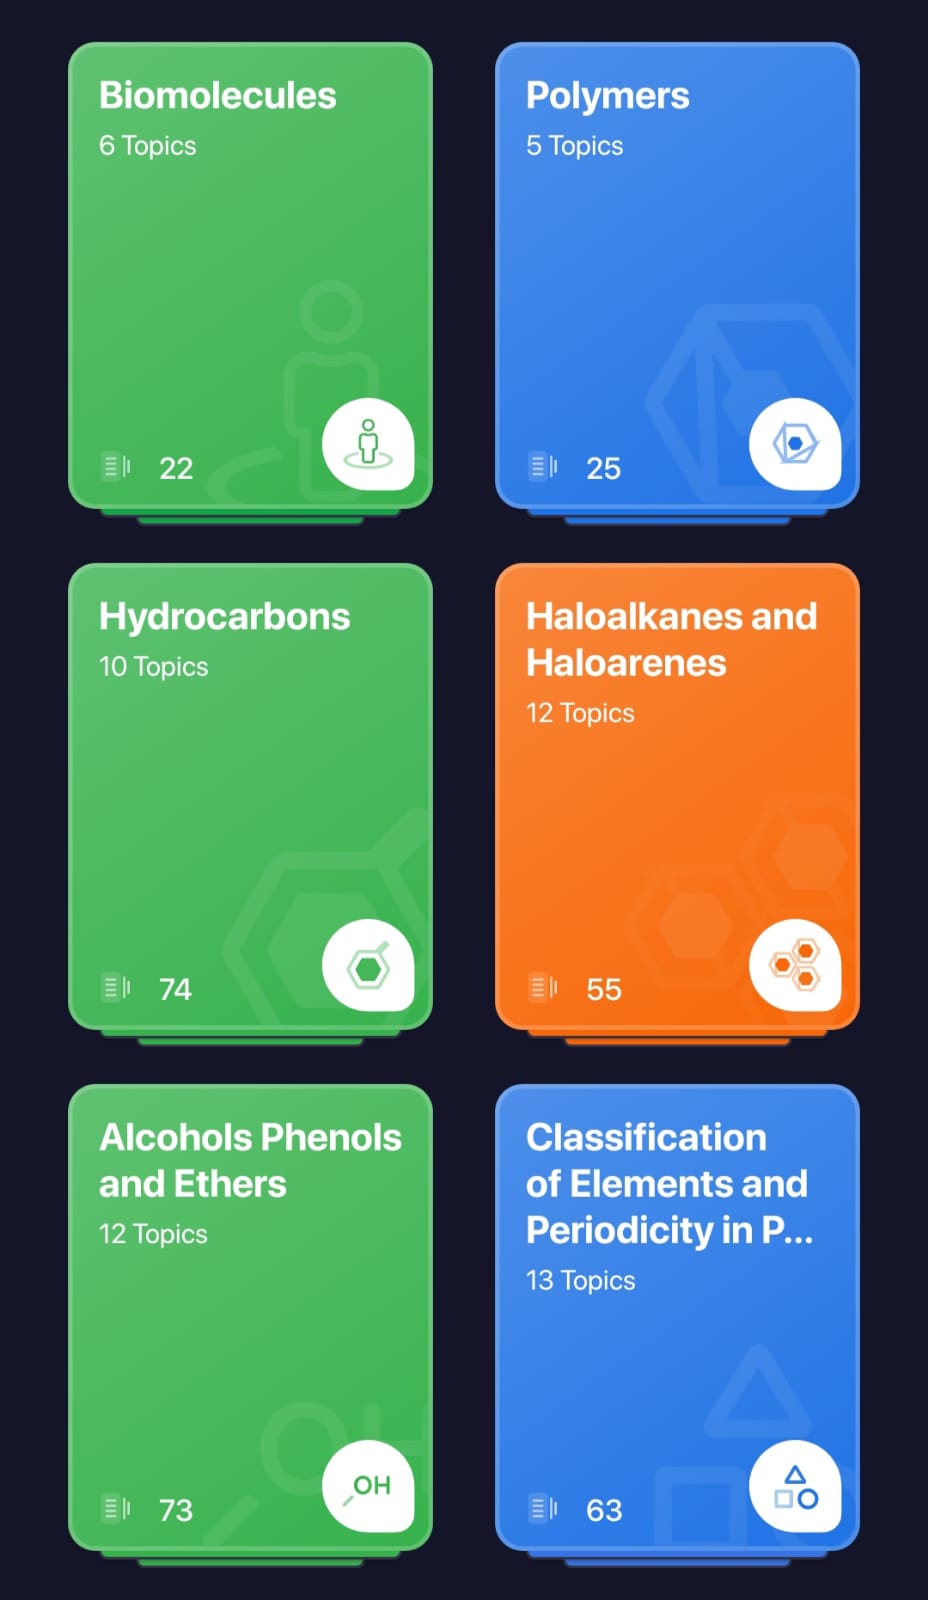 Biomolecules
6 Topics
22
Polymers
5 Topics
25
Hydrocarbons
10 Topics
74
Haloalkanes and
Haloarenes
12 Topics
55
Alcohols Phenols
and Ethers
12 Topics
OH
73
Classification
of Elements and
Periodicity in P...
13 Topics
63